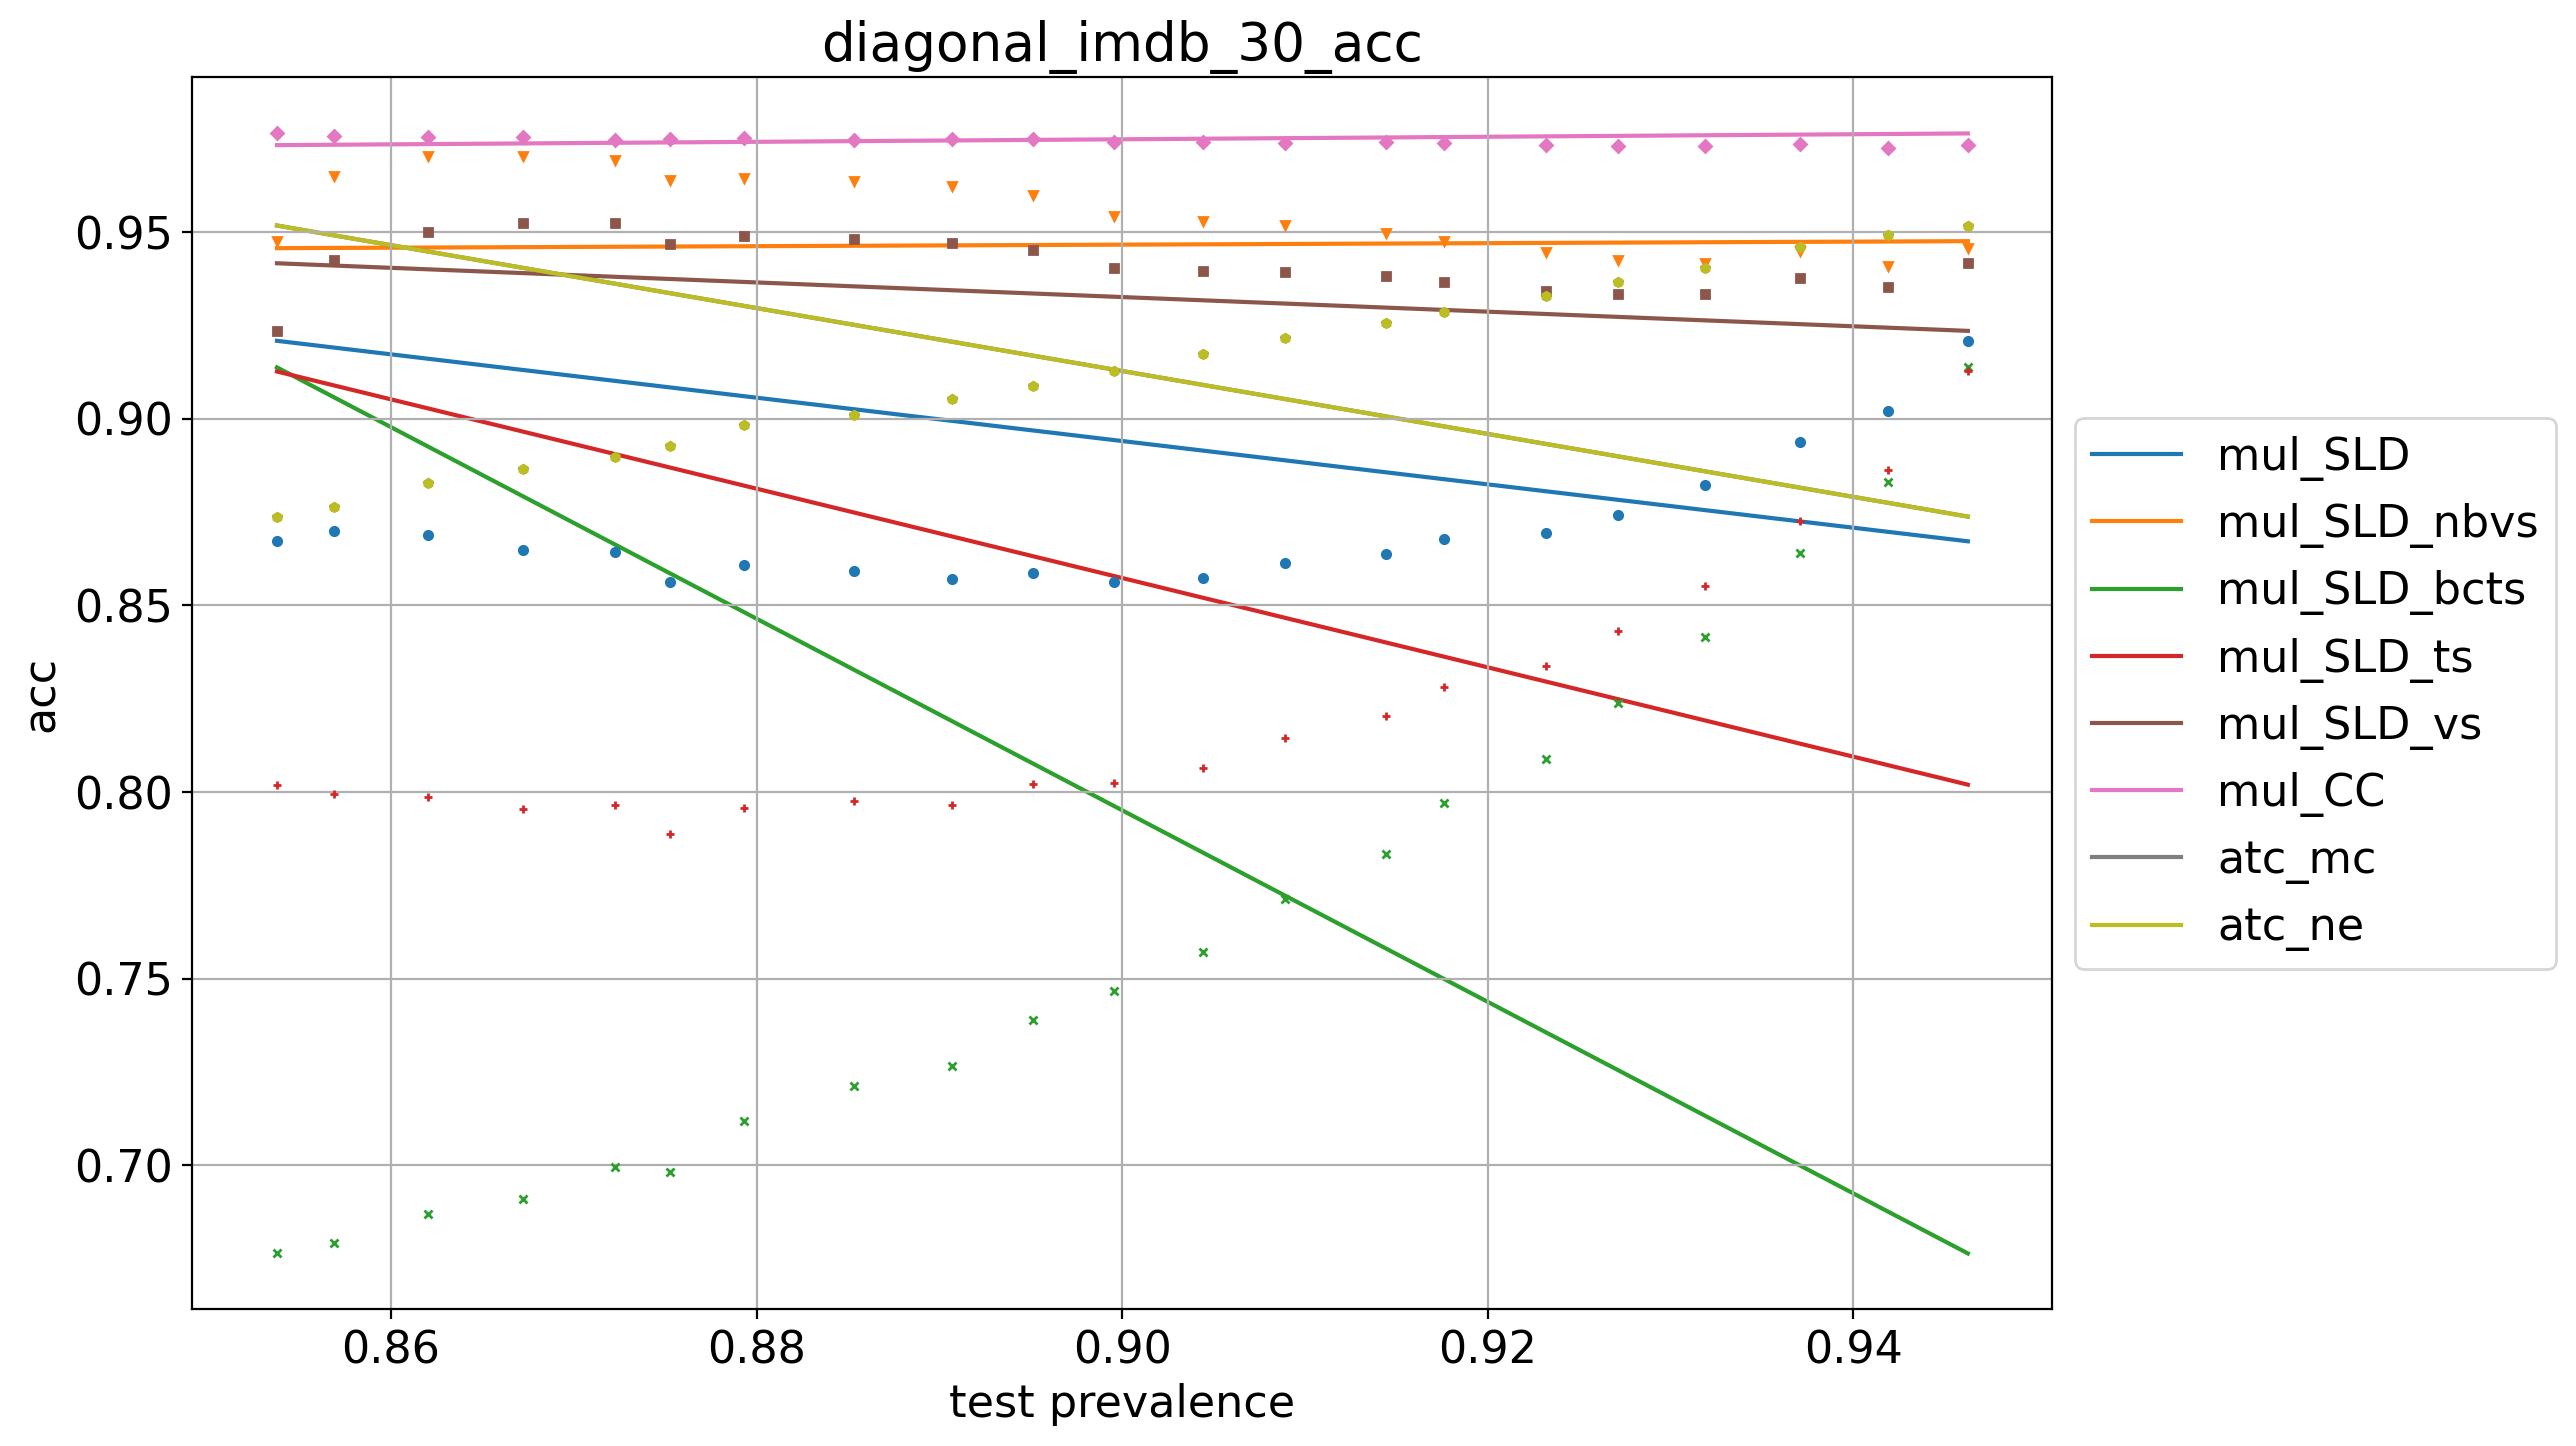 diagonal_imdb_30_acc
acc
0.95
0.90
0.85
0.80
0.75
0.70
0.86 0.88 0.90 0.92 0.94
test prevalence
mul_SLD
mul_SLD_nbvs
mul_SLD_bcts
mul_SLD_ts
mul_SLD_vs
mul_CC
atc_mc
atc_ne